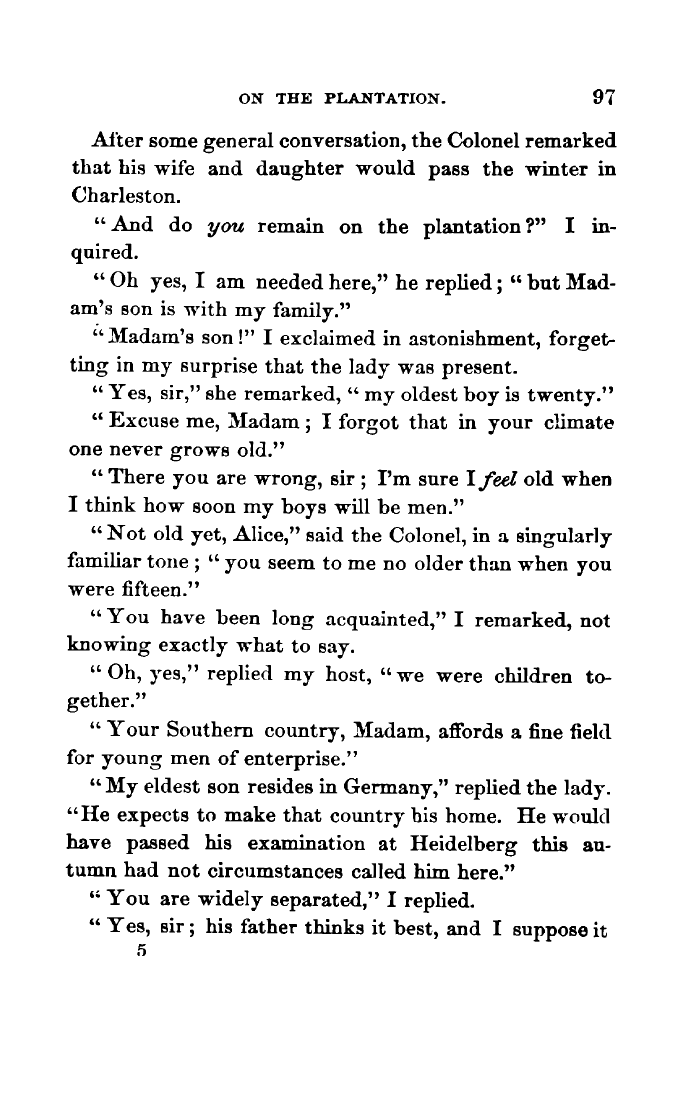 ON THE PLANTATION. 97
After some general conversation, the Colonel remarked
that his wife and daughter would pass the winter in
Charleston.
“And do you remain on the plantation?” I in-
quired.
“Oh yes, I am needed here,” he replied; “but Mad-
am's son is with my family.”
“Madam's son!” I exclaimed in astonishment, forget-
ting in my surprise that the lady was present.
“Yes, sir,” she remarked, “my oldest boy is twenty.”
“Excuse me, Madam; I forgot that in your climate
one never grows old.”
“There you are wrong, sir; I'm sure I feel old when
I think how soon my boys will be men.”
“Not old yet, Alice,” said the Colonel, in a singularly
familiar tone; “you seem to me no older than when you
were fifteen.”
“You have been long acquainted,” I remarked, not
knowing exactly what to say.
“Oh, yes,” replied my host, “we were children to-
gether.”
“Your Southern country, Madam, affords a fine field
for young men of enterprise.”
“My eldest son resides in Germany,” replied the lady.
“He expects to make that country his home. He would
have passed his examination at Heidelberg this au-
tumn had not circumstances called him here.”
“You are widely separated,” I replied.
“Yes, sir; his father thinks it best, and I suppose it
5